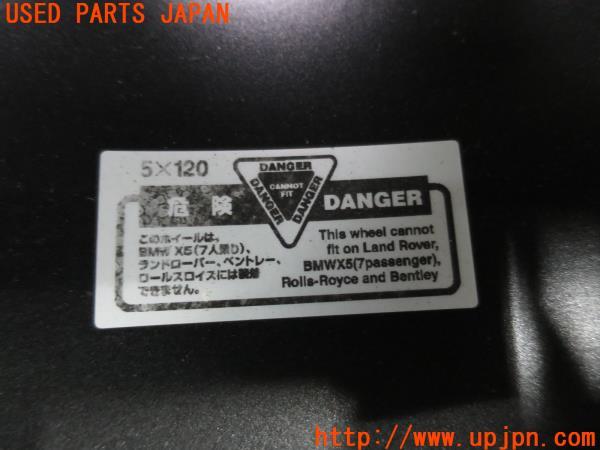 USED PARTS JAPAN
5×120
DANGER
DANGER
DANGER
CANNOT
FIT
危険
DANGER
このホイールは、
BMW X5(7人乗り)、
ランドローバー、ベントレー、
ロールスロイスには装着
できません。
This wheel cannot
fit on Land Rover,
BMWX5(7passenger),
Rolls-Royce and Bentley
http://www.upjpn.com